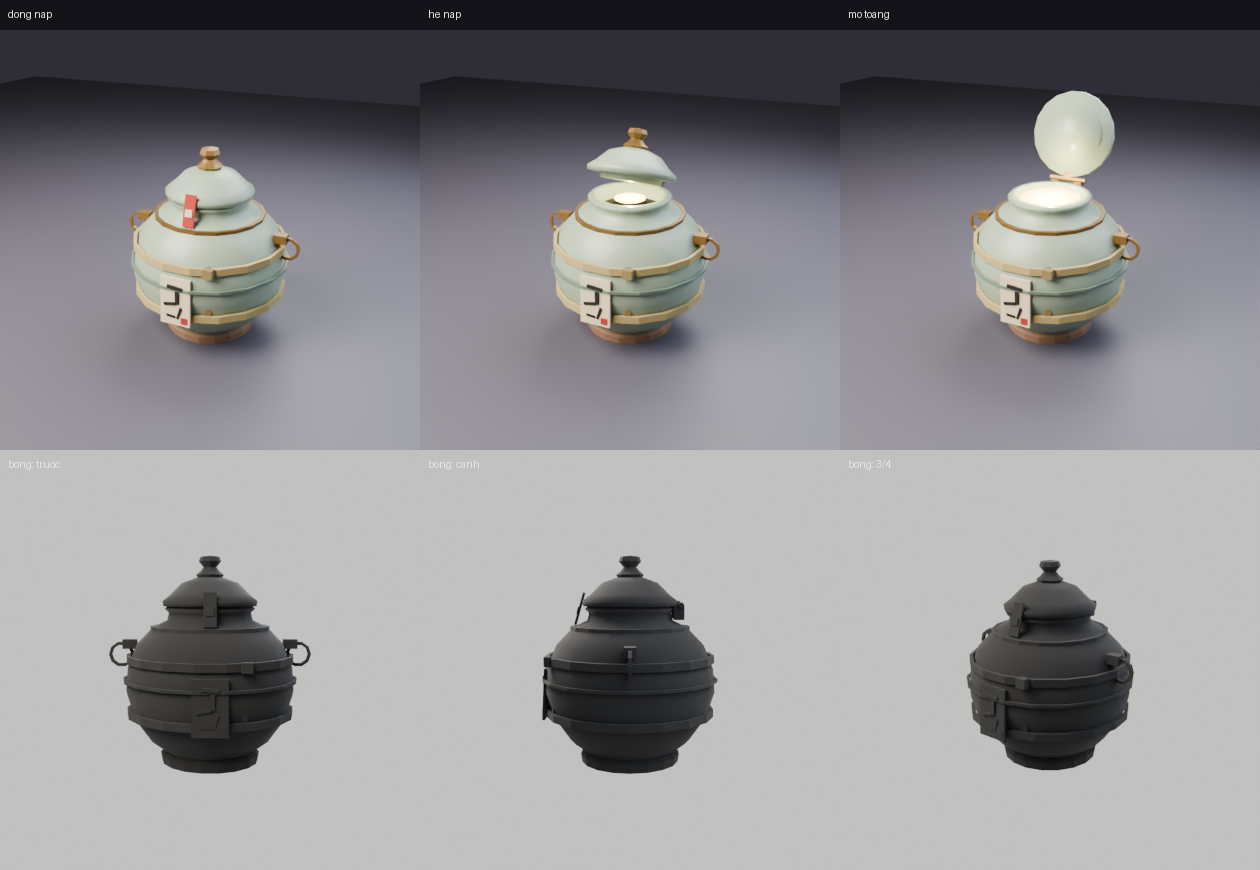 dong nap
he nap
mo toang
bong: truoc
bong: canh
bong: 3/4